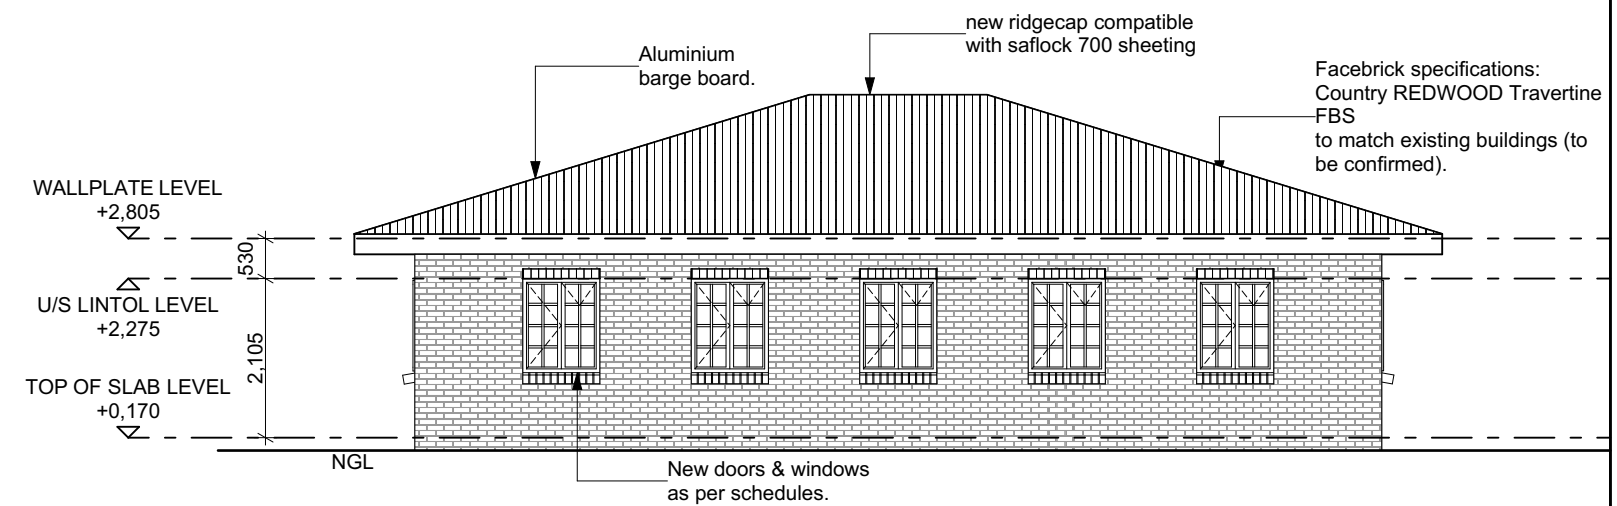 new ridgecap compatible
with saflock 700 sheeting
Aluminium
barge board.
Facebrick specifications:
Country REDWOOD Travertine
FBS
to match existing buildings (to
be confirmed).
WALLPLATE LEVEL
+2,805
530
U/S LINTOL LEVEL
+2,275
2,105
TOP OF SLAB LEVEL
+0,170
NGL
New doors & windows
as per schedules.